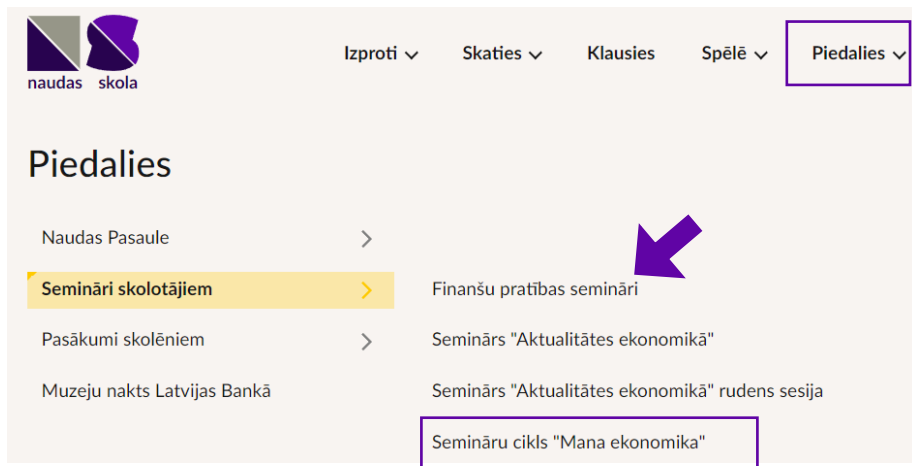 naudas skola
Izproti Skaties Klausies Spēlē Piedalies
Piedalies
Naudas Pasaule
Semināri skolotājiem
Finanšu pratības semināri
Pasākumi skolēniem
Seminārs "Aktualitātes ekonomikā"
Muzeju nakts Latvijas Bankā
Seminārs "Aktualitātes ekonomikā" rudens sesija
Semināru cikls "Mana ekonomika"